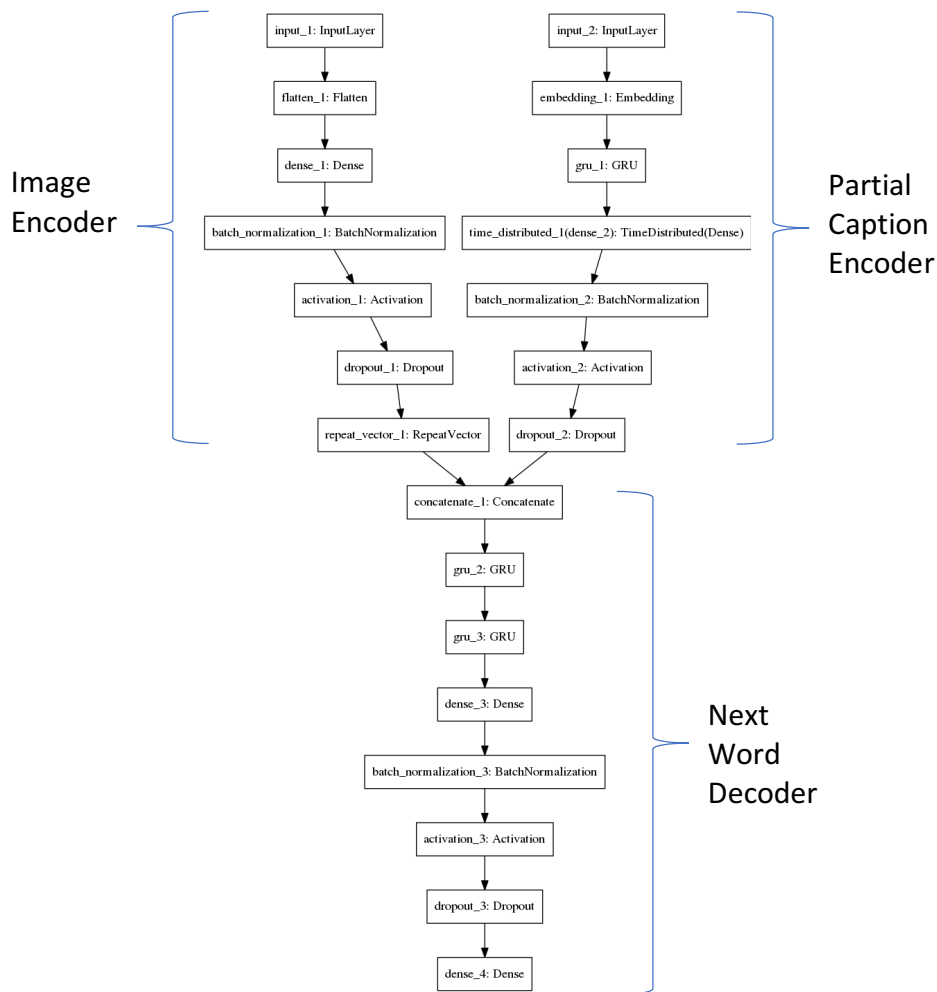 input_1: InputLayer
input_2: InputLayer
flatten_1: Flatten
embedding_1: Embedding
dense_1: Dense
gru_1: GRU
Image
Encoder
Partial
Caption
Encoder
batch_normalization_1: BatchNormalization
time_distributed_1(dense_2): TimeDistributed(Dense)
activation_1: Activation
batch_normalization_2: BatchNormalization
dropout_1: Dropout
activation_2: Activation
repeat_vector_1: RepeatVector
dropout_2: Dropout
concatenate_1: Concatenate
gru_2: GRU
gru_3: GRU
dense_3: Dense
Next
Word
Decoder
batch_normalization_3: BatchNormalization
activation_3: Activation
dropout_3: Dropout
dense_4: Dense